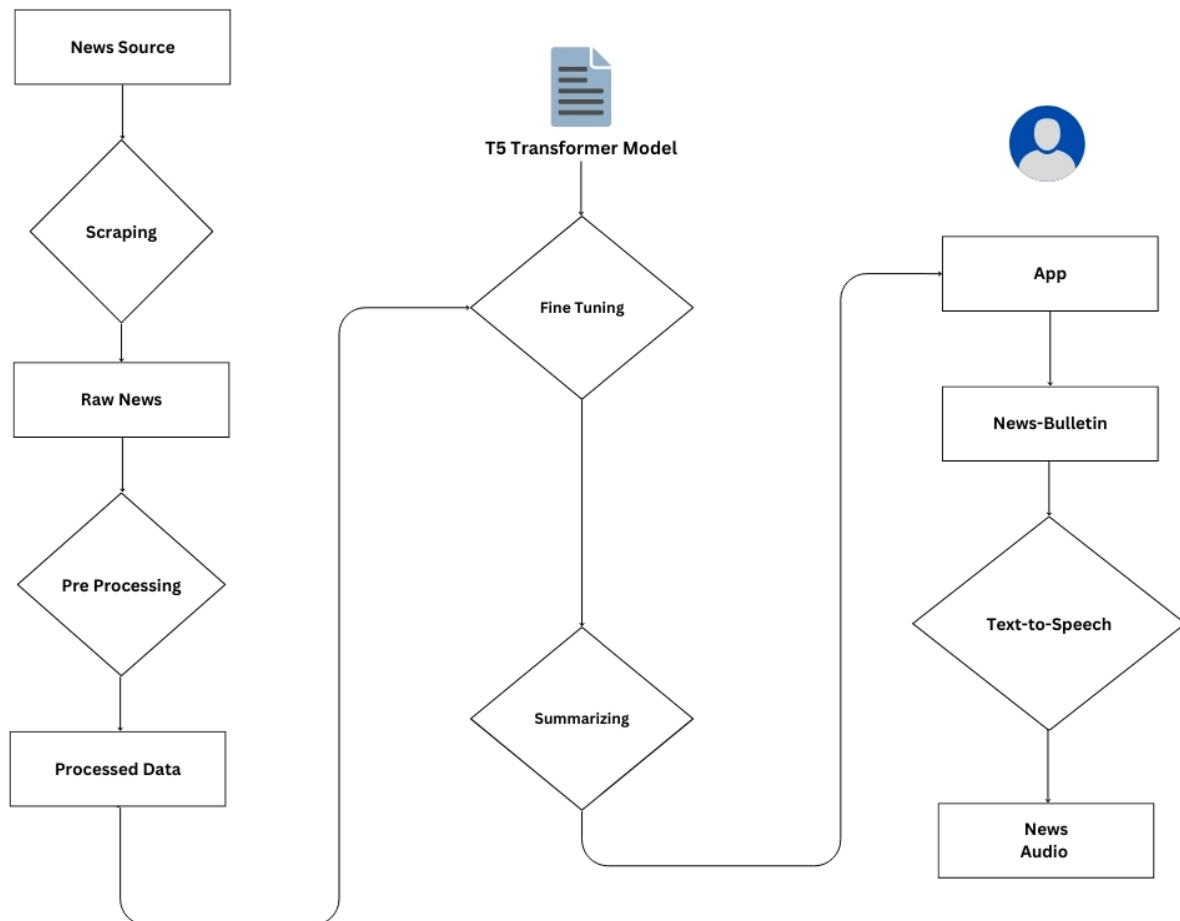 News Source
Scraping
Raw News
Pre Processing
Processed Data
T5 Transformer Model
Fine Tuning
Summarizing
App
News-Bulletin
Text-to-Speech
News
Audio